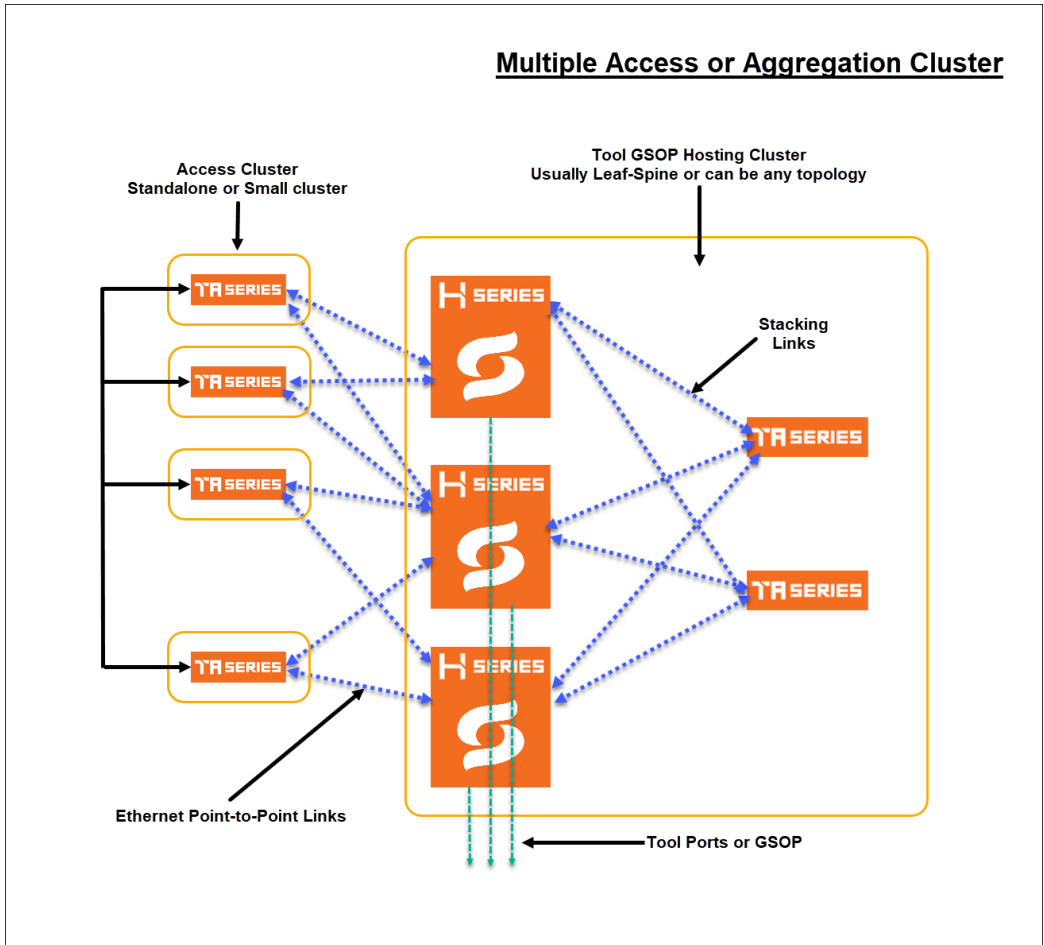 Multiple Access or Aggregation Cluster
Tool GSOP Hosting Cluster
Usually Leaf-Spine or can be any topology
Access Cluster
Standalone or Small cluster
TA SERIES
H SERIES
Stacking
Links
TA SERIES
TA SERIES
TA SERIES
H SERIES
TA SERIES
H SERIES
TA SERIES
Ethernet Point-to-Point Links
Tool Ports or GSOP